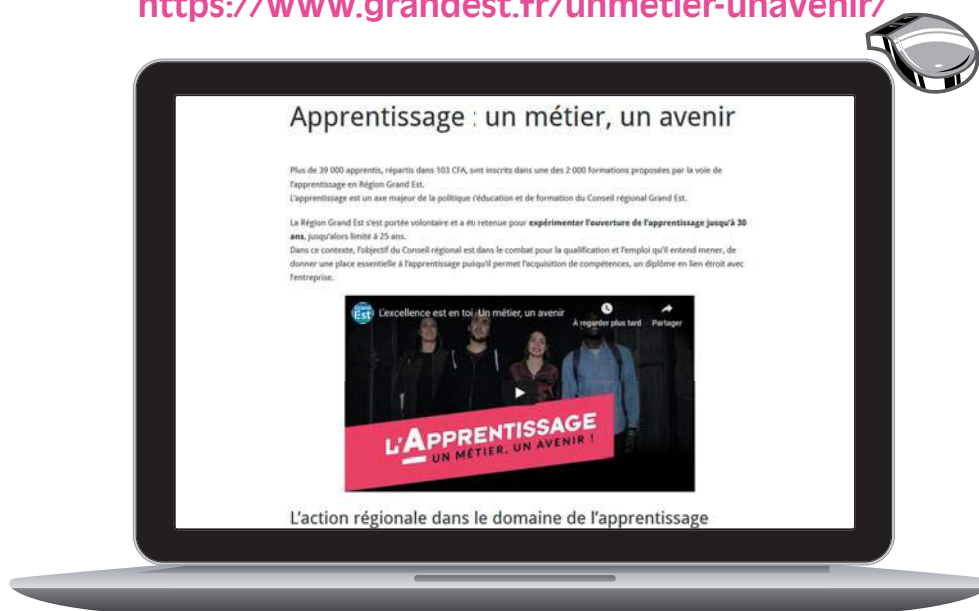 https://www.grandest.fr/unmetier-unavenir/
Apprentissage : un métier, un avenir
Plus de 39 000 apprentis, répartis dans 103 CFA, sont inscrits dans une des 2 000 formations proposées par la voie de
l'apprentissage en Région Grand Est.
L'apprentissage est un axe majeur de la politique l'éducation et de formation du Conseil régional Grand Est.
La Région Grand Est s'est portée volontaire et a été retenue pour expérimenter l'ouverture de l'apprentissage jusqu'à 30
ans, jusqu'alors limité à 25 ans.
Dans ce contexte, l'objectif du Conseil régional est dans le combat pour la qualification et l'emploi qu'il entend mener, de
donner une place essentielle à l'apprentissage puisqu'il permet l'acquisition de compétences, un diplôme en lien étroit avec
l'entreprise.
Grand Est
L'excellence est en toi -Un métier, un avenir
À regarder plus tard
Partager
L'APPRENTISSAGE
UN MÉTIER, UN AVENIR !
L'action régionale dans le domaine de l'apprentissage